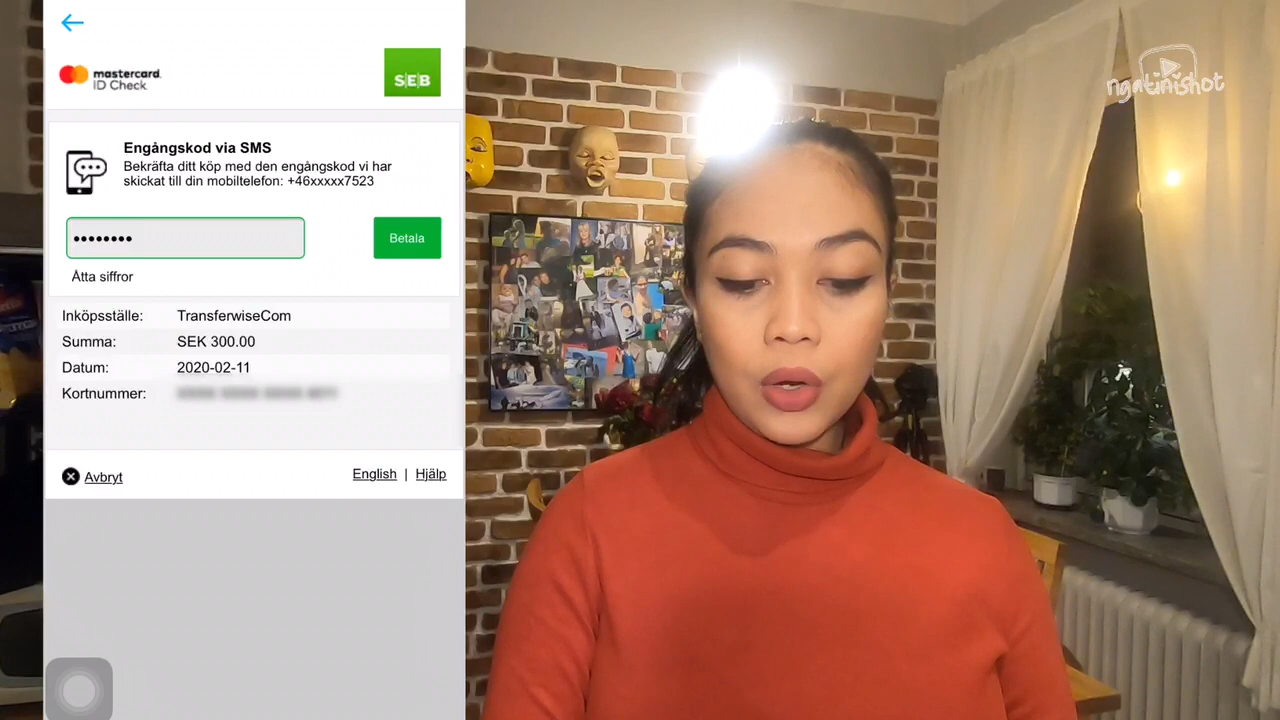 mastercard.
ID Check
S|E|B
ngatinishot
Engångskod via SMS
Bekräfta ditt köp med den engångskod vi har
skickat till din mobiltelefon: +46xxxxx7523
••••••••
Betala
Åtta siffror
Inköpsställe: TransferwiseCom
Summa: SEK 300.00
Datum: 2020-02-11
Kortnummer:
Avbryt
English | Hjälp